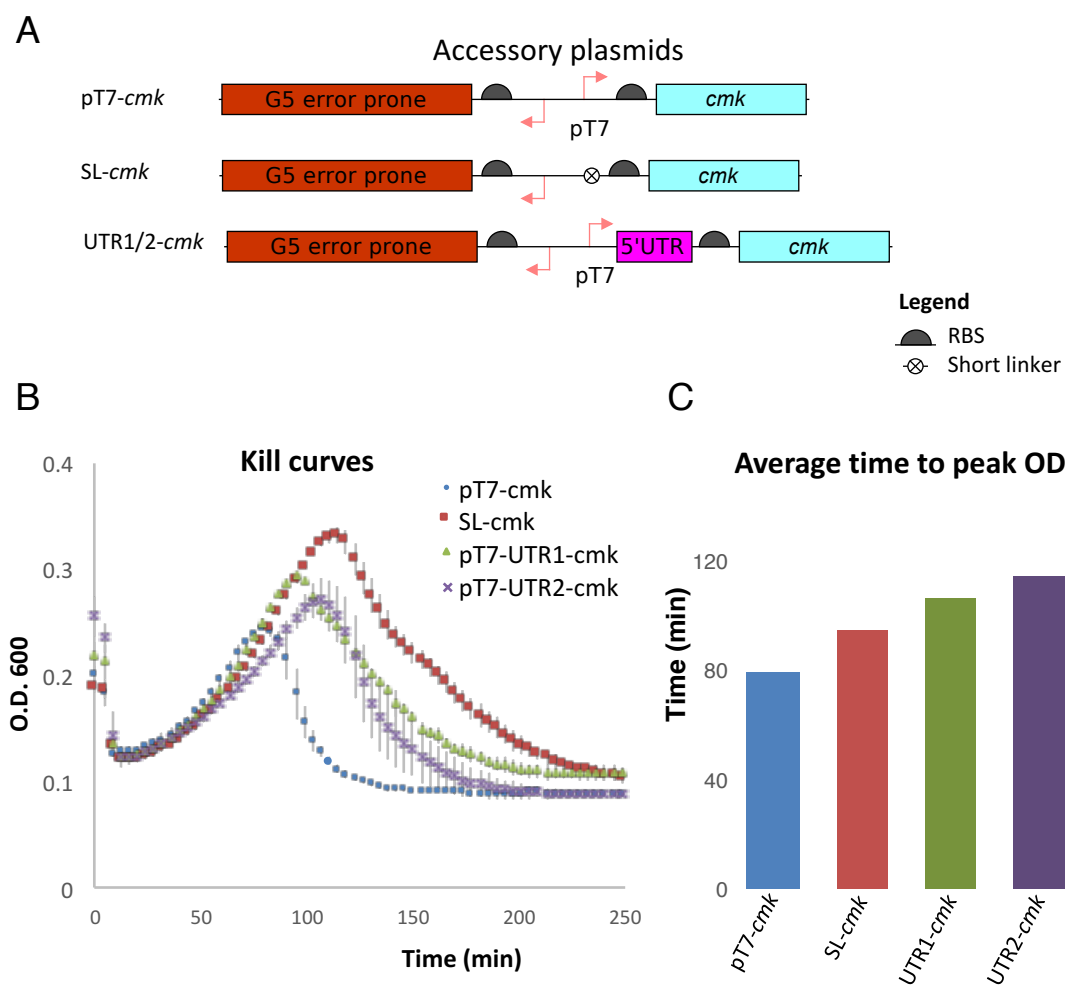 A
Accessory plasmids
pT7-cmk
G5 error prone
cmk
pT7
SL-cmk
G5 error prone
cmk
UTR1/2-cmk
G5 error prone
5'UTR
cmk
pT7
Legend
RBS
Short linker
B
Kill curves
pT7-cmk
SL-cmk
pT7-UTR1-cmk
pT7-UTR2-cmk
0.4
0.3
0.2
0.1
0
O.D. 600
0 50 100 150 200 250
Time (min)
C
Average time to peak OD
120
80
40
0
Time (min)
pT7-cmk
SL-cmk
UTR1-cmk
UTR2-cmk